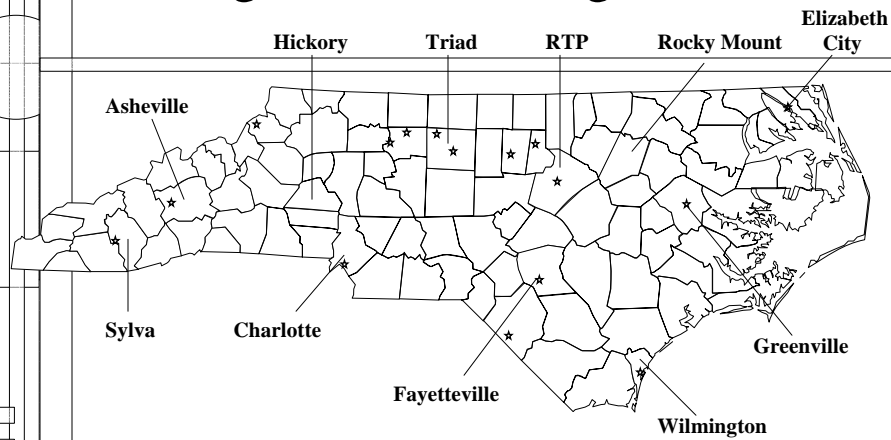 Elizabeth
City
Hickory
Triad
RTP
Rocky Mount
Asheville
Sylva
Charlotte
Greenville
Fayetteville
Wilmington